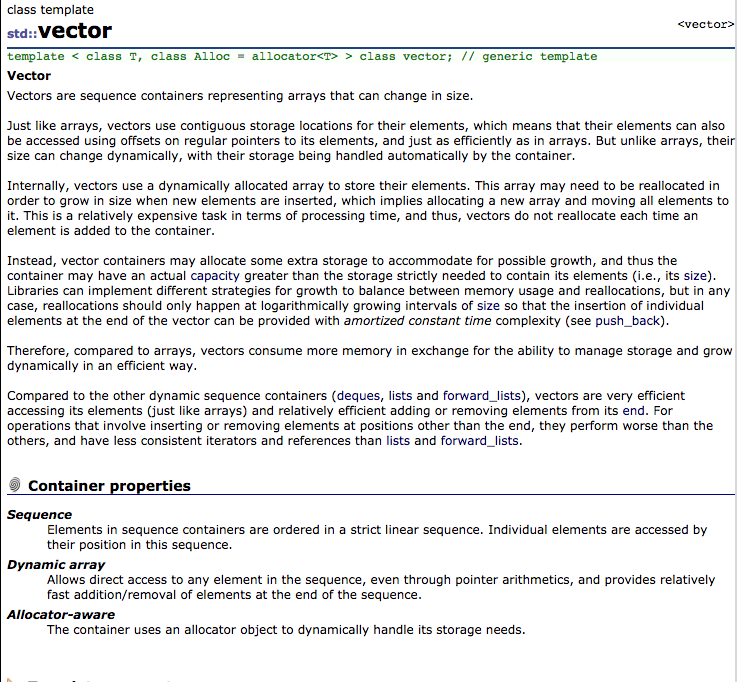 class template
std::vector
<vector>
template < class T, class Alloc = allocator<T> > class vector; // generic template
Vector
Vectors are sequence containers representing arrays that can change in size.
Just like arrays, vectors use contiguous storage locations for their elements, which means that their elements can also
be accessed using offsets on regular pointers to its elements, and just as efficiently as in arrays. But unlike arrays, their
size can change dynamically, with their storage being handled automatically by the container.
Internally, vectors use a dynamically allocated array to store their elements. This array may need to be reallocated in
order to grow in size when new elements are inserted, which implies allocating a new array and moving all elements to
it. This is a relatively expensive task in terms of processing time, and thus, vectors do not reallocate each time an
element is added to the container.
Instead, vector containers may allocate some extra storage to accommodate for possible growth, and thus the
container may have an actual capacity greater than the storage strictly needed to contain its elements (i.e., its size).
Libraries can implement different strategies for growth to balance between memory usage and reallocations, but in any
case, reallocations should only happen at logarithmically growing intervals of size so that the insertion of individual
elements at the end of the vector can be provided with amortized constant time complexity (see push_back).
Therefore, compared to arrays, vectors consume more memory in exchange for the ability to manage storage and grow
dynamically in an efficient way.
Compared to the other dynamic sequence containers (deques, lists and forward_lists), vectors are very efficient
accessing its elements (just like arrays) and relatively efficient adding or removing elements from its end. For
operations that involve inserting or removing elements at positions other than the end, they perform worse than the
others, and have less consistent iterators and references than lists and forward_lists.
Container properties
Sequence
Elements in sequence containers are ordered in a strict linear sequence. Individual elements are accessed by
their position in this sequence.
Dynamic array
Allows direct access to any element in the sequence, even through pointer arithmetics, and provides relatively
fast addition/removal of elements at the end of the sequence.
Allocator-aware
The container uses an allocator object to dynamically handle its storage needs.